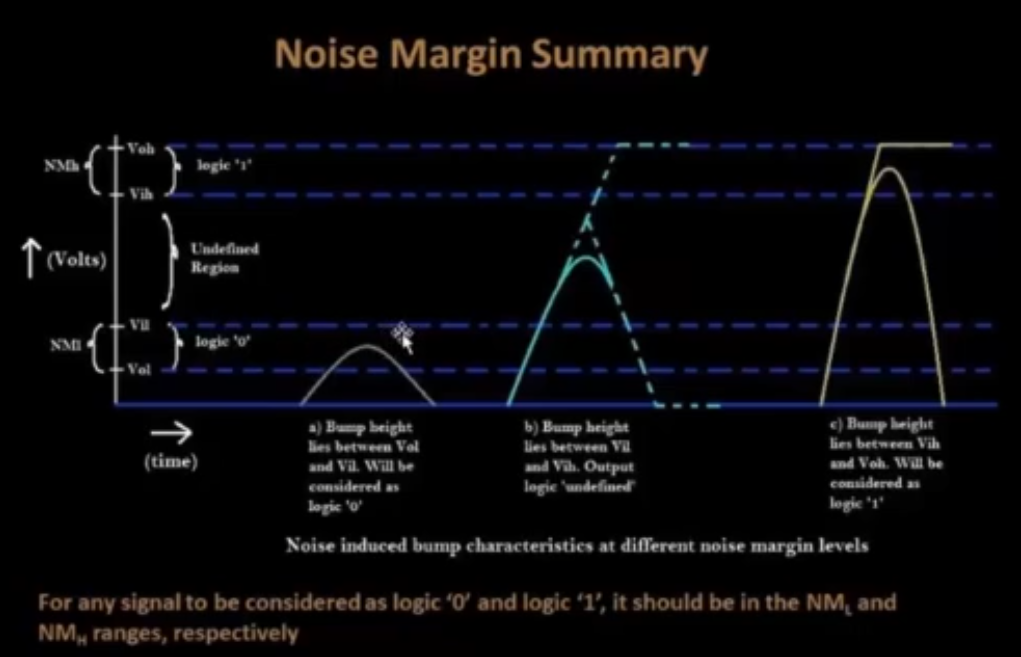 Noise Margin Summary
Voh
NMh
logic '1'
Vih
Undefined
Region
(Volts)
Vil
NMl
logic '0'
Vol
(time)
a) Bump height
lies between Vol
and Vil. Will be
considered as
logic '0'
b) Bump height
lies between Vil
and Vih. Output
logic 'undefined'
c) Bump height
lies between Vih
and Voh. Will be
considered as
logic '1'
Noise induced bump characteristics at different noise margin levels
For any signal to be considered as logic ‘0’ and logic ‘1’, it should be in the NML and
NMH ranges, respectively